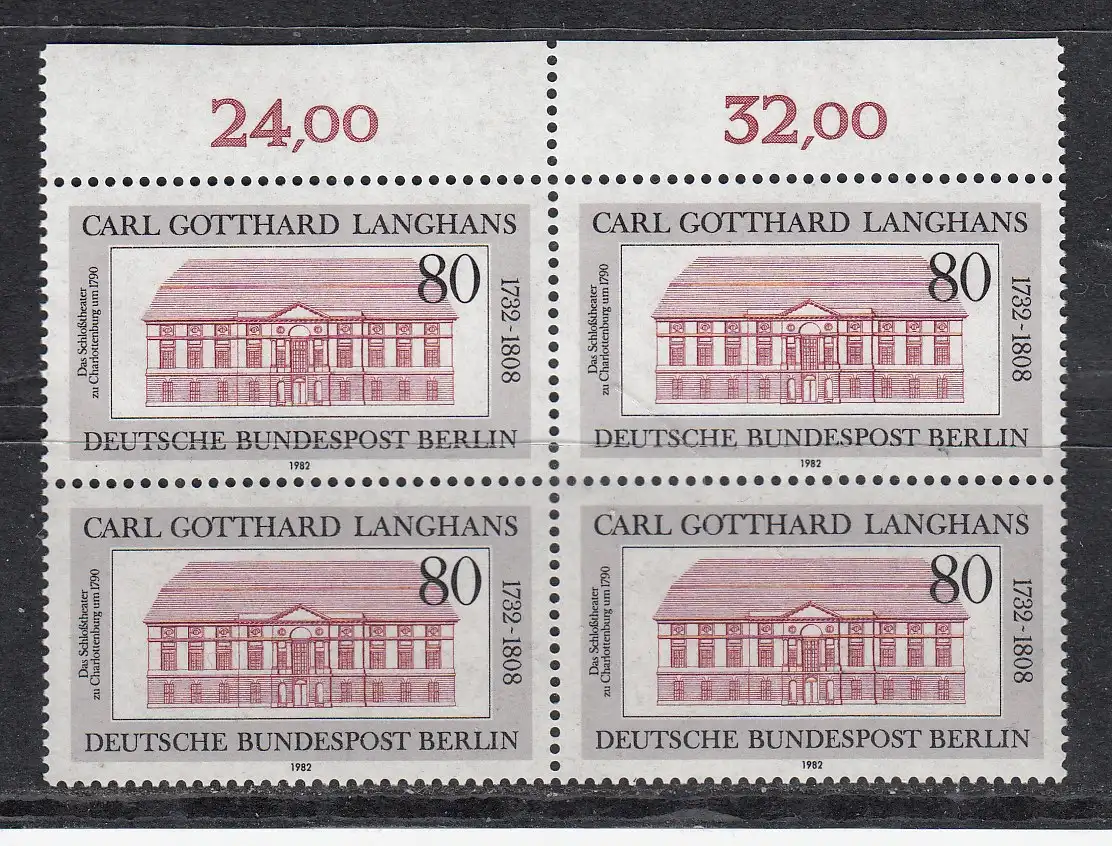 24,00
32,00
CARL GOTTHARD LANGHANS
80
Das Schloßtheater
zu Charlottenburg um 1790
1732-1808
DEUTSCHE BUNDESPOST BERLIN
1982
CARL GOTTHARD LANGHANS
80
Das Schloßtheater
zu Charlottenburg um 1790
1732-1808
DEUTSCHE BUNDESPOST BERLIN
1982
CARL GOTTHARD LANGHANS
80
Das Schloßtheater
zu Charlottenburg um 1790
1732-1808
DEUTSCHE BUNDESPOST BERLIN
1982
CARL GOTTHARD LANGHANS
80
Das Schloßtheater
zu Charlottenburg um 1790
1732-1808
DEUTSCHE BUNDESPOST BERLIN
1982